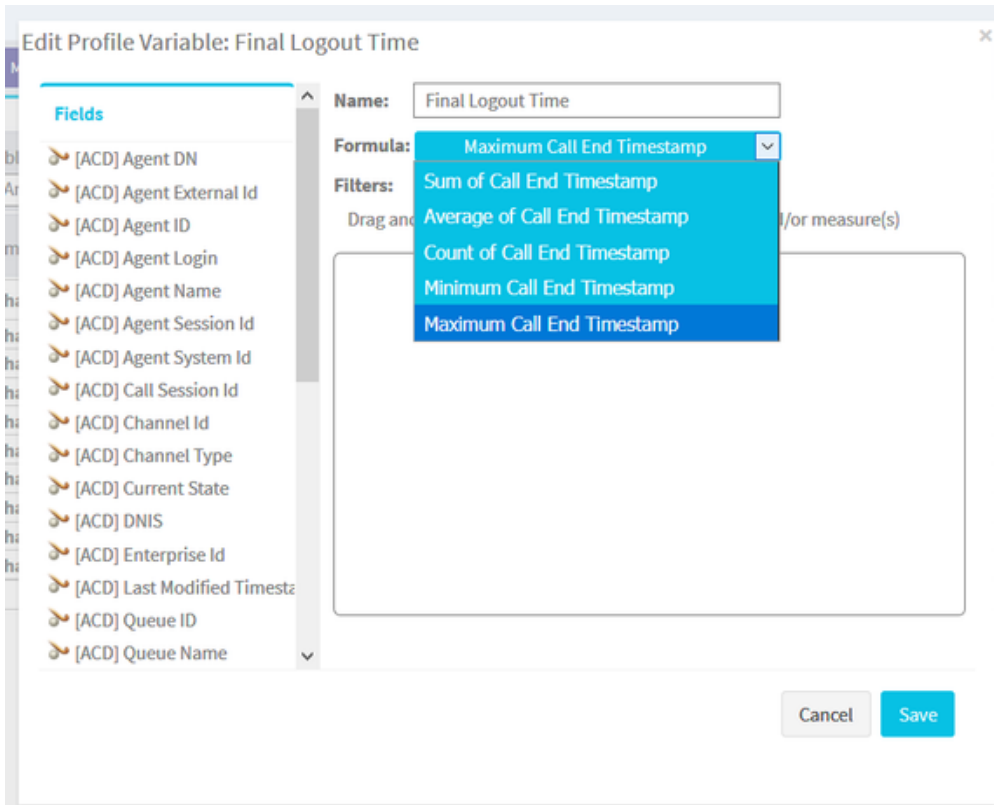 Edit Profile Variable: Final Logout Time
×
Fields
[ACD] Agent DN
[ACD] Agent External Id
[ACD] Agent ID
[ACD] Agent Login
[ACD] Agent Name
[ACD] Agent Session Id
[ACD] Agent System Id
[ACD] Call Session Id
[ACD] Channel Id
[ACD] Channel Type
[ACD] Current State
[ACD] DNIS
[ACD] Enterprise Id
[ACD] Last Modified Timesta
[ACD] Queue ID
[ACD] Queue Name
Name: Final Logout Time
Formula: Maximum Call End Timestamp
Sum of Call End Timestamp
Average of Call End Timestamp
Count of Call End Timestamp
Minimum Call End Timestamp
Maximum Call End Timestamp
Filters:
Drag and/or measure(s)
Cancel
Save